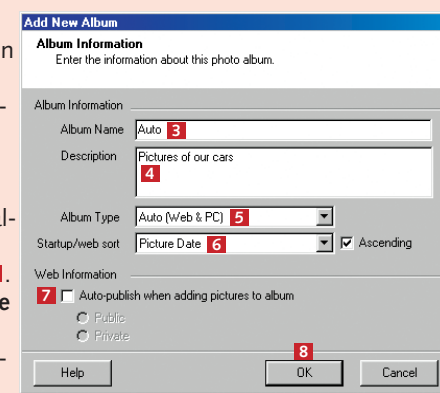 Add New Album
Album Information
Enter the information about this photo album.
Album Information
Album Name Auto 3
Description Pictures of our cars
4
Album Type Auto (Web & PC) 5
Startup/web sort Picture Date 6 Ascending
Web Information
7 Auto-publish when adding pictures to album
Public
Private
8
Help OK Cancel